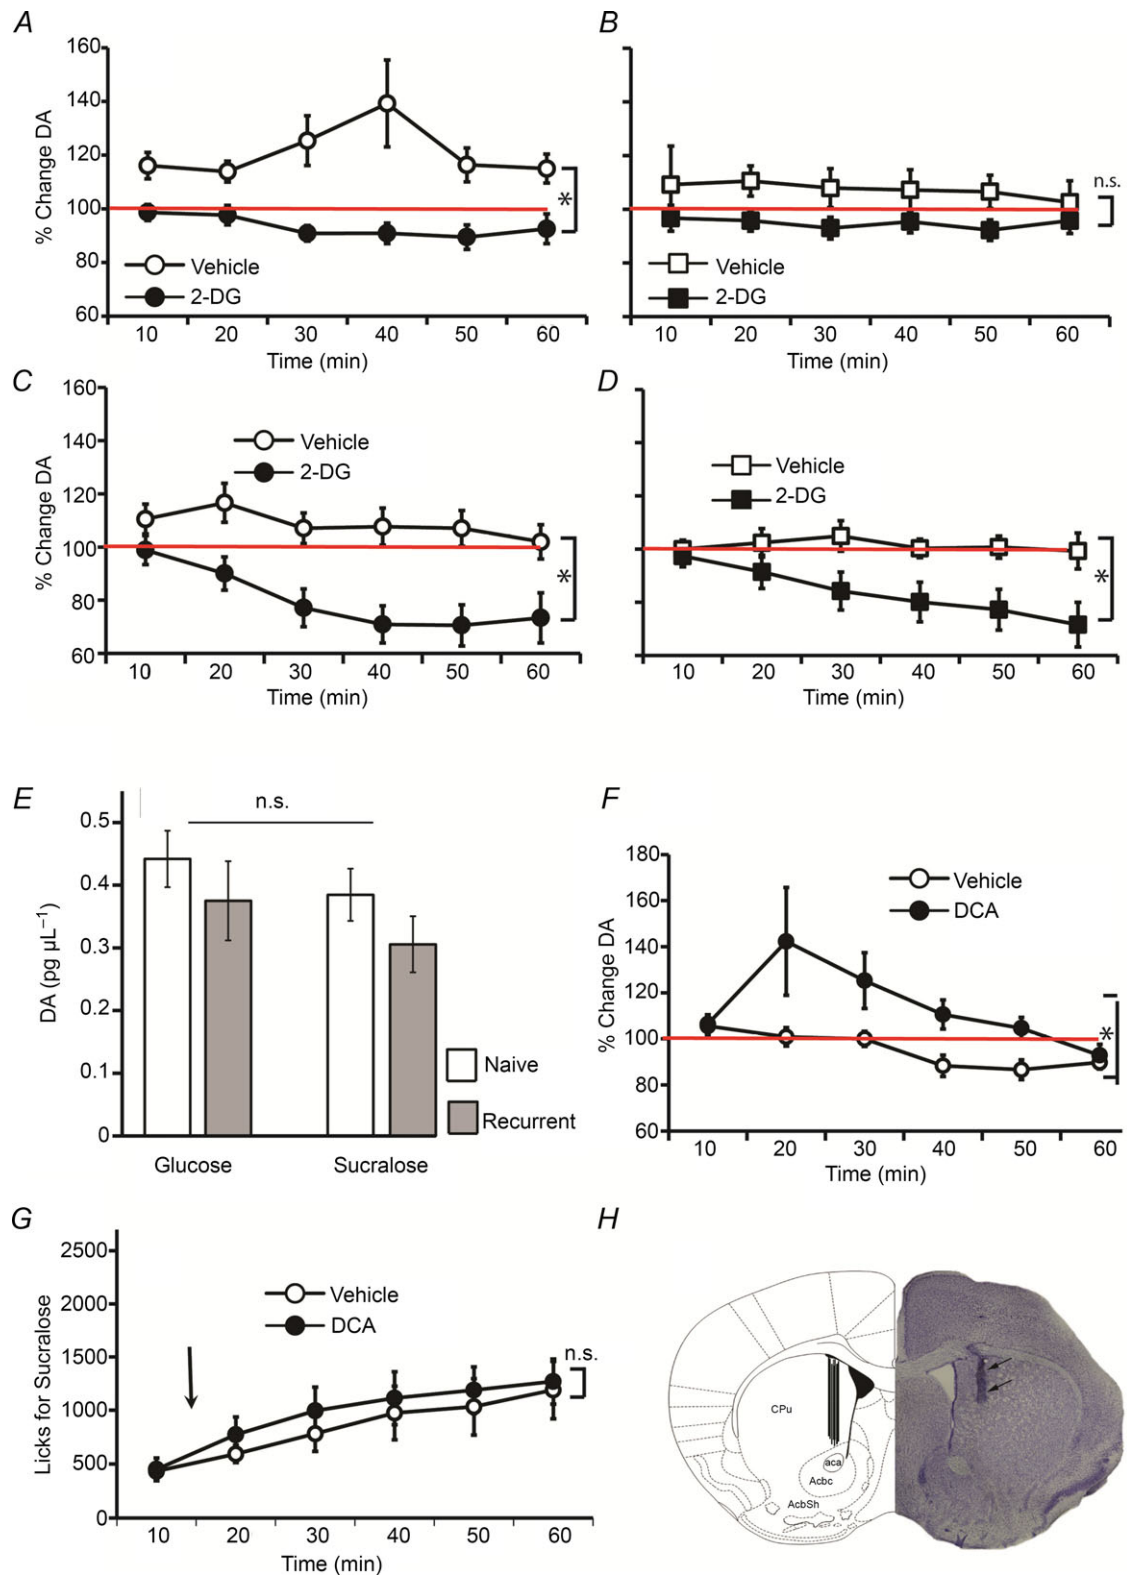 A
160
140
120
100
80
60
% Change DA
*
Vehicle
2-DG
10 20 30 40 50 60
Time (min)
B
n.s.
Vehicle
2-DG
10 20 30 40 50 60
Time (min)
C
160
140
120
100
80
60
% Change DA
Vehicle
2-DG
*
10 20 30 40 50 60
Time (min)
D
Vehicle
2-DG
*
10 20 30 40 50 60
Time (min)
E
n.s.
0.5
0.4
0.3
0.2
0.1
0
DA (pg µL⁻¹)
Naive
Recurrent
Glucose Sucralose
F
180
160
140
120
100
80
60
% Change DA
Vehicle
DCA
*
10 20 30 40 50 60
Time (min)
G
2500
2000
1500
1000
500
0
Licks for Sucralose
Vehicle
DCA
n.s.
10 20 30 40 50 60
Time (min)
H
CPu
aca
Acbc
AcbSh